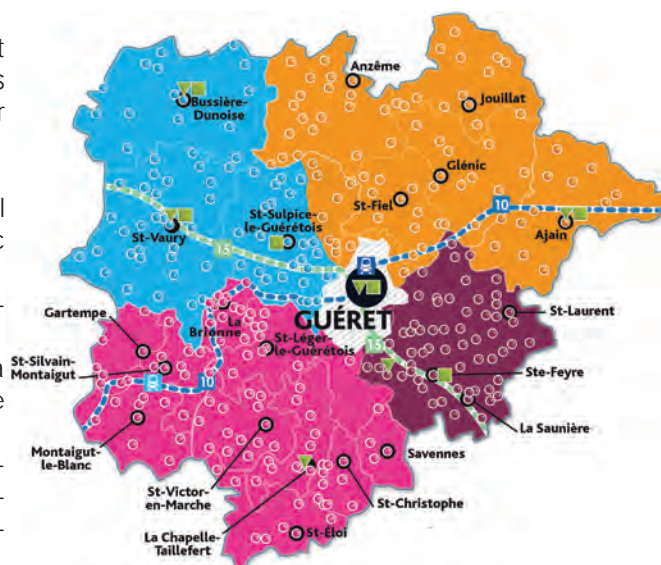 t
s
r
l
c
-
a
e
-
-
-
Anzême
Bussière-
Dunoise
Jouillat
Glénic
St-Fiel
10
St-Sulpice-
le-Guérétois
St-Vaury
15
Ajain
GUÉRET
Gartempe
La
Brionne
St-Laurent
St-Léger-
le-Guérétois
15
St-Silvain-
Montaigut
10
Ste-Feyre
La Saunière
Montaigut-
le-Blanc
Savennes
St-Victor-
en-Marche
St-Christophe
La Chapelle-
Taillefert
St-Éloi